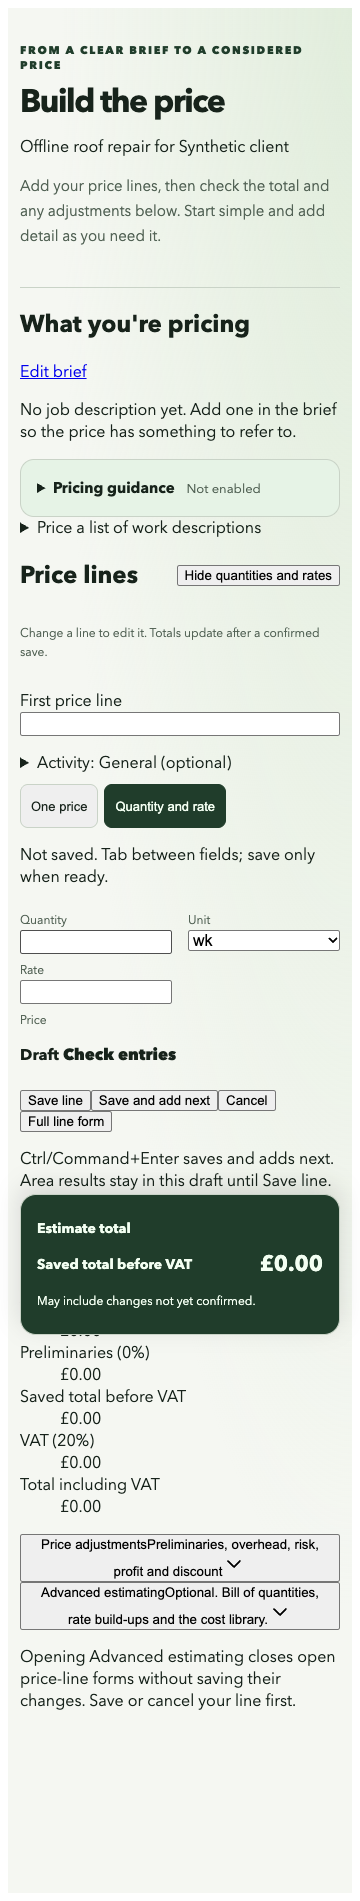 FROM A CLEAR BRIEF TO A CONSIDERED
PRICE
Build the price
Offline roof repair for Synthetic client
Add your price lines, then check the total and
any adjustments below. Start simple and add
detail as you need it.
What you're pricing
Edit brief
No job description yet. Add one in the brief
so the price has something to refer to.
Pricing guidance Not enabled
Price a list of work descriptions
Price lines Hide quantities and rates
Change a line to edit it. Totals update after a confirmed
save.
First price line
Activity: General (optional)
One price Quantity and rate
Not saved. Tab between fields; save only
when ready.
Quantity Unit
wk
Rate
Price
Draft Check entries
Save line Save and add next Cancel
Full line form
Ctrl/Command+Enter saves and adds next.
Area results stay in this draft until Save line.
Estimate total
Saved total before VAT £0.00
May include changes not yet confirmed.
Preliminaries (0%)
£0.00
Saved total before VAT
£0.00
VAT (20%)
£0.00
Total including VAT
£0.00
Price adjustmentsPreliminaries, overhead, risk,
profit and discount
Advanced estimatingOptional. Bill of quantities,
rate build-ups and the cost library.
Opening Advanced estimating closes open
price-line forms without saving their
changes. Save or cancel your line first.